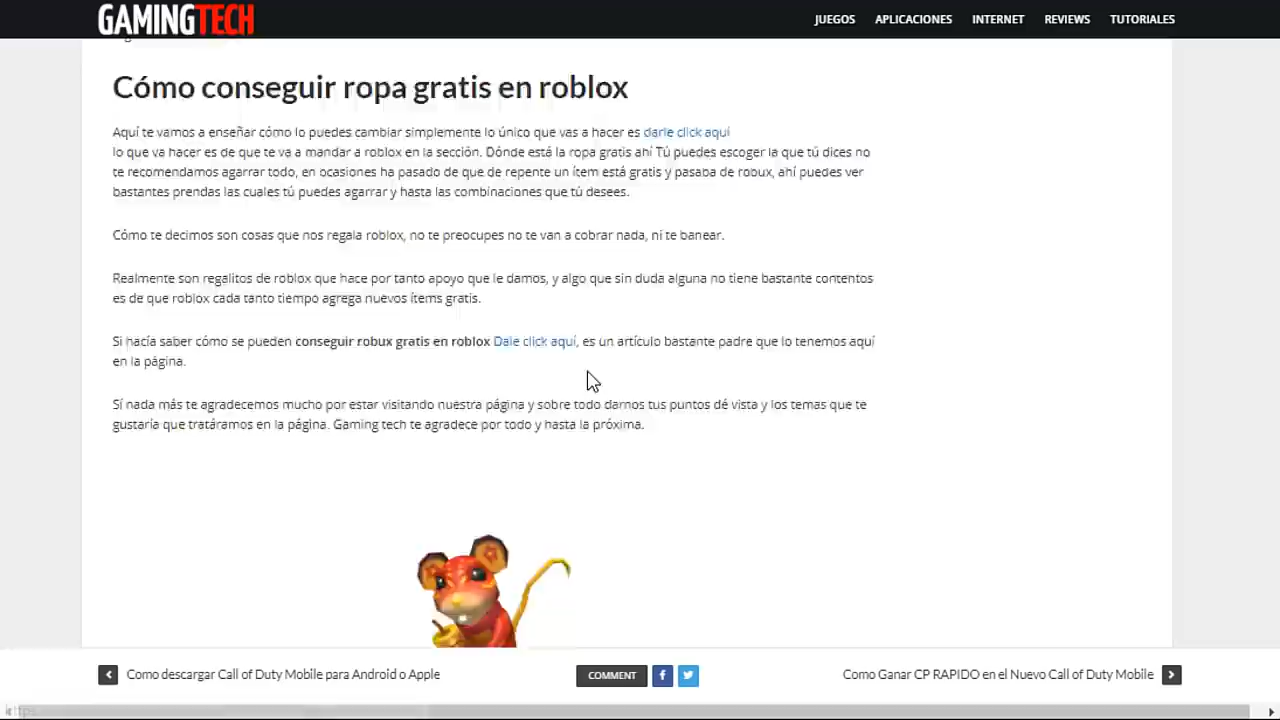 GAMINGTECH
JUEGOS APLICACIONES INTERNET REVIEWS TUTORIALES
Cómo conseguir ropa gratis en roblox
Aquí te vamos a enseñar cómo lo puedes cambiar simplemente lo único que vas a hacer es darle click aquí
lo que va hacer es de que te va a mandar a roblox en la sección. Dónde está la ropa gratis ahí Tú puedes escoger la que tú dices no
te recomendamos agarrar todo, en ocasiones ha pasado de que de repente un ítem está gratis y pasaba de robux, ahí puedes ver
bastantes prendas las cuales tú puedes agarrar y hasta las combinaciones que tú desees.
Cómo te decimos son cosas que nos regala roblox, no te preocupes no te van a cobrar nada, ni te banear.
Realmente son regalitos de roblox que hace por tanto apoyo que le damos, y algo que sin duda alguna no tiene bastante contentos
es de que roblox cada tanto tiempo agrega nuevos ítems gratis.
Si hacía saber cómo se pueden conseguir robux gratis en roblox Dale click aquí, es un artículo bastante padre que lo tenemos aquí
en la página.
Sí nada más te agradecemos mucho por estar visitando nuestra página y sobre todo darnos tus puntos dé vista y los temas que te
gustaría que tratáramos en la página. Gaming tech te agradece por todo y hasta la próxima.
Como descargar Call of Duty Mobile para Android o Apple
COMMENT
Como Ganar CP RAPIDO en el Nuevo Call of Duty Mobile